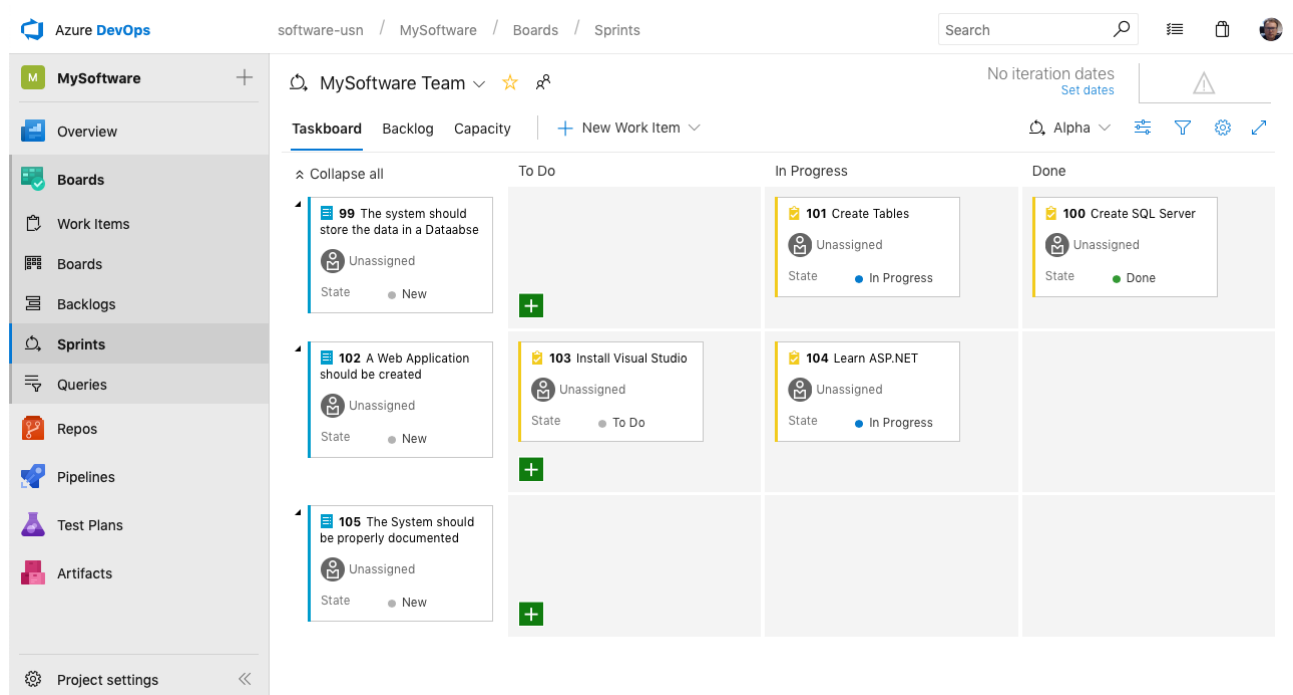 Azure DevOps
software-usn / MySoftware / Boards / Sprints
Search
M MySoftware
Overview
Boards
Work Items
Boards
Backlogs
Sprints
Queries
Repos
Pipelines
Test Plans
Artifacts
Project settings
MySoftware Team
No iteration dates
Set dates
Taskboard Backlog Capacity New Work Item
Alpha
Collapse all
To Do
In Progress
Done
99 The system should
store the data in a Dataabse
Unassigned
State New
101 Create Tables
Unassigned
State In Progress
100 Create SQL Server
Unassigned
State Done
102 A Web Application
should be created
Unassigned
State New
103 Install Visual Studio
Unassigned
State To Do
104 Learn ASP.NET
Unassigned
State In Progress
105 The System should
be properly documented
Unassigned
State New